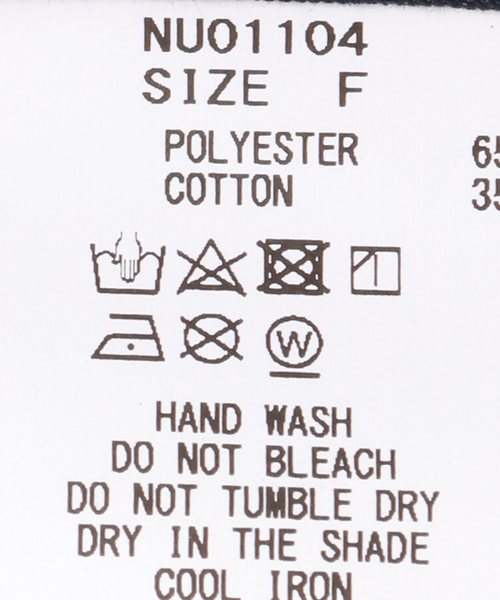 NU01104
SIZE F
POLYESTER 65
COTTON 35
W
HAND WASH
DO NOT BLEACH
DO NOT TUMBLE DRY
DRY IN THE SHADE
COOL IRON